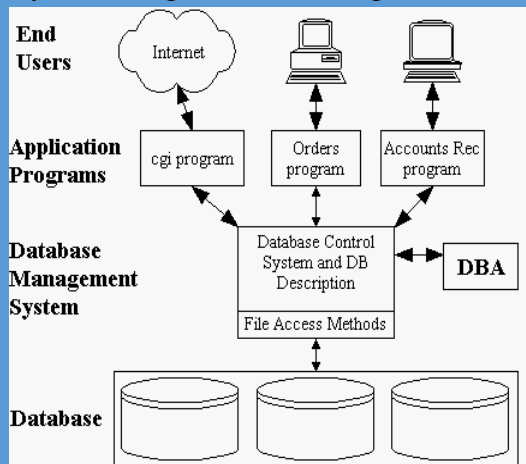 End
Users
Internet
Application
Programs
cgi program
Orders
program
Accounts Rec
program
Database
Management
System
Database Control
System and DB
Description
File Access Methods
DBA
Database